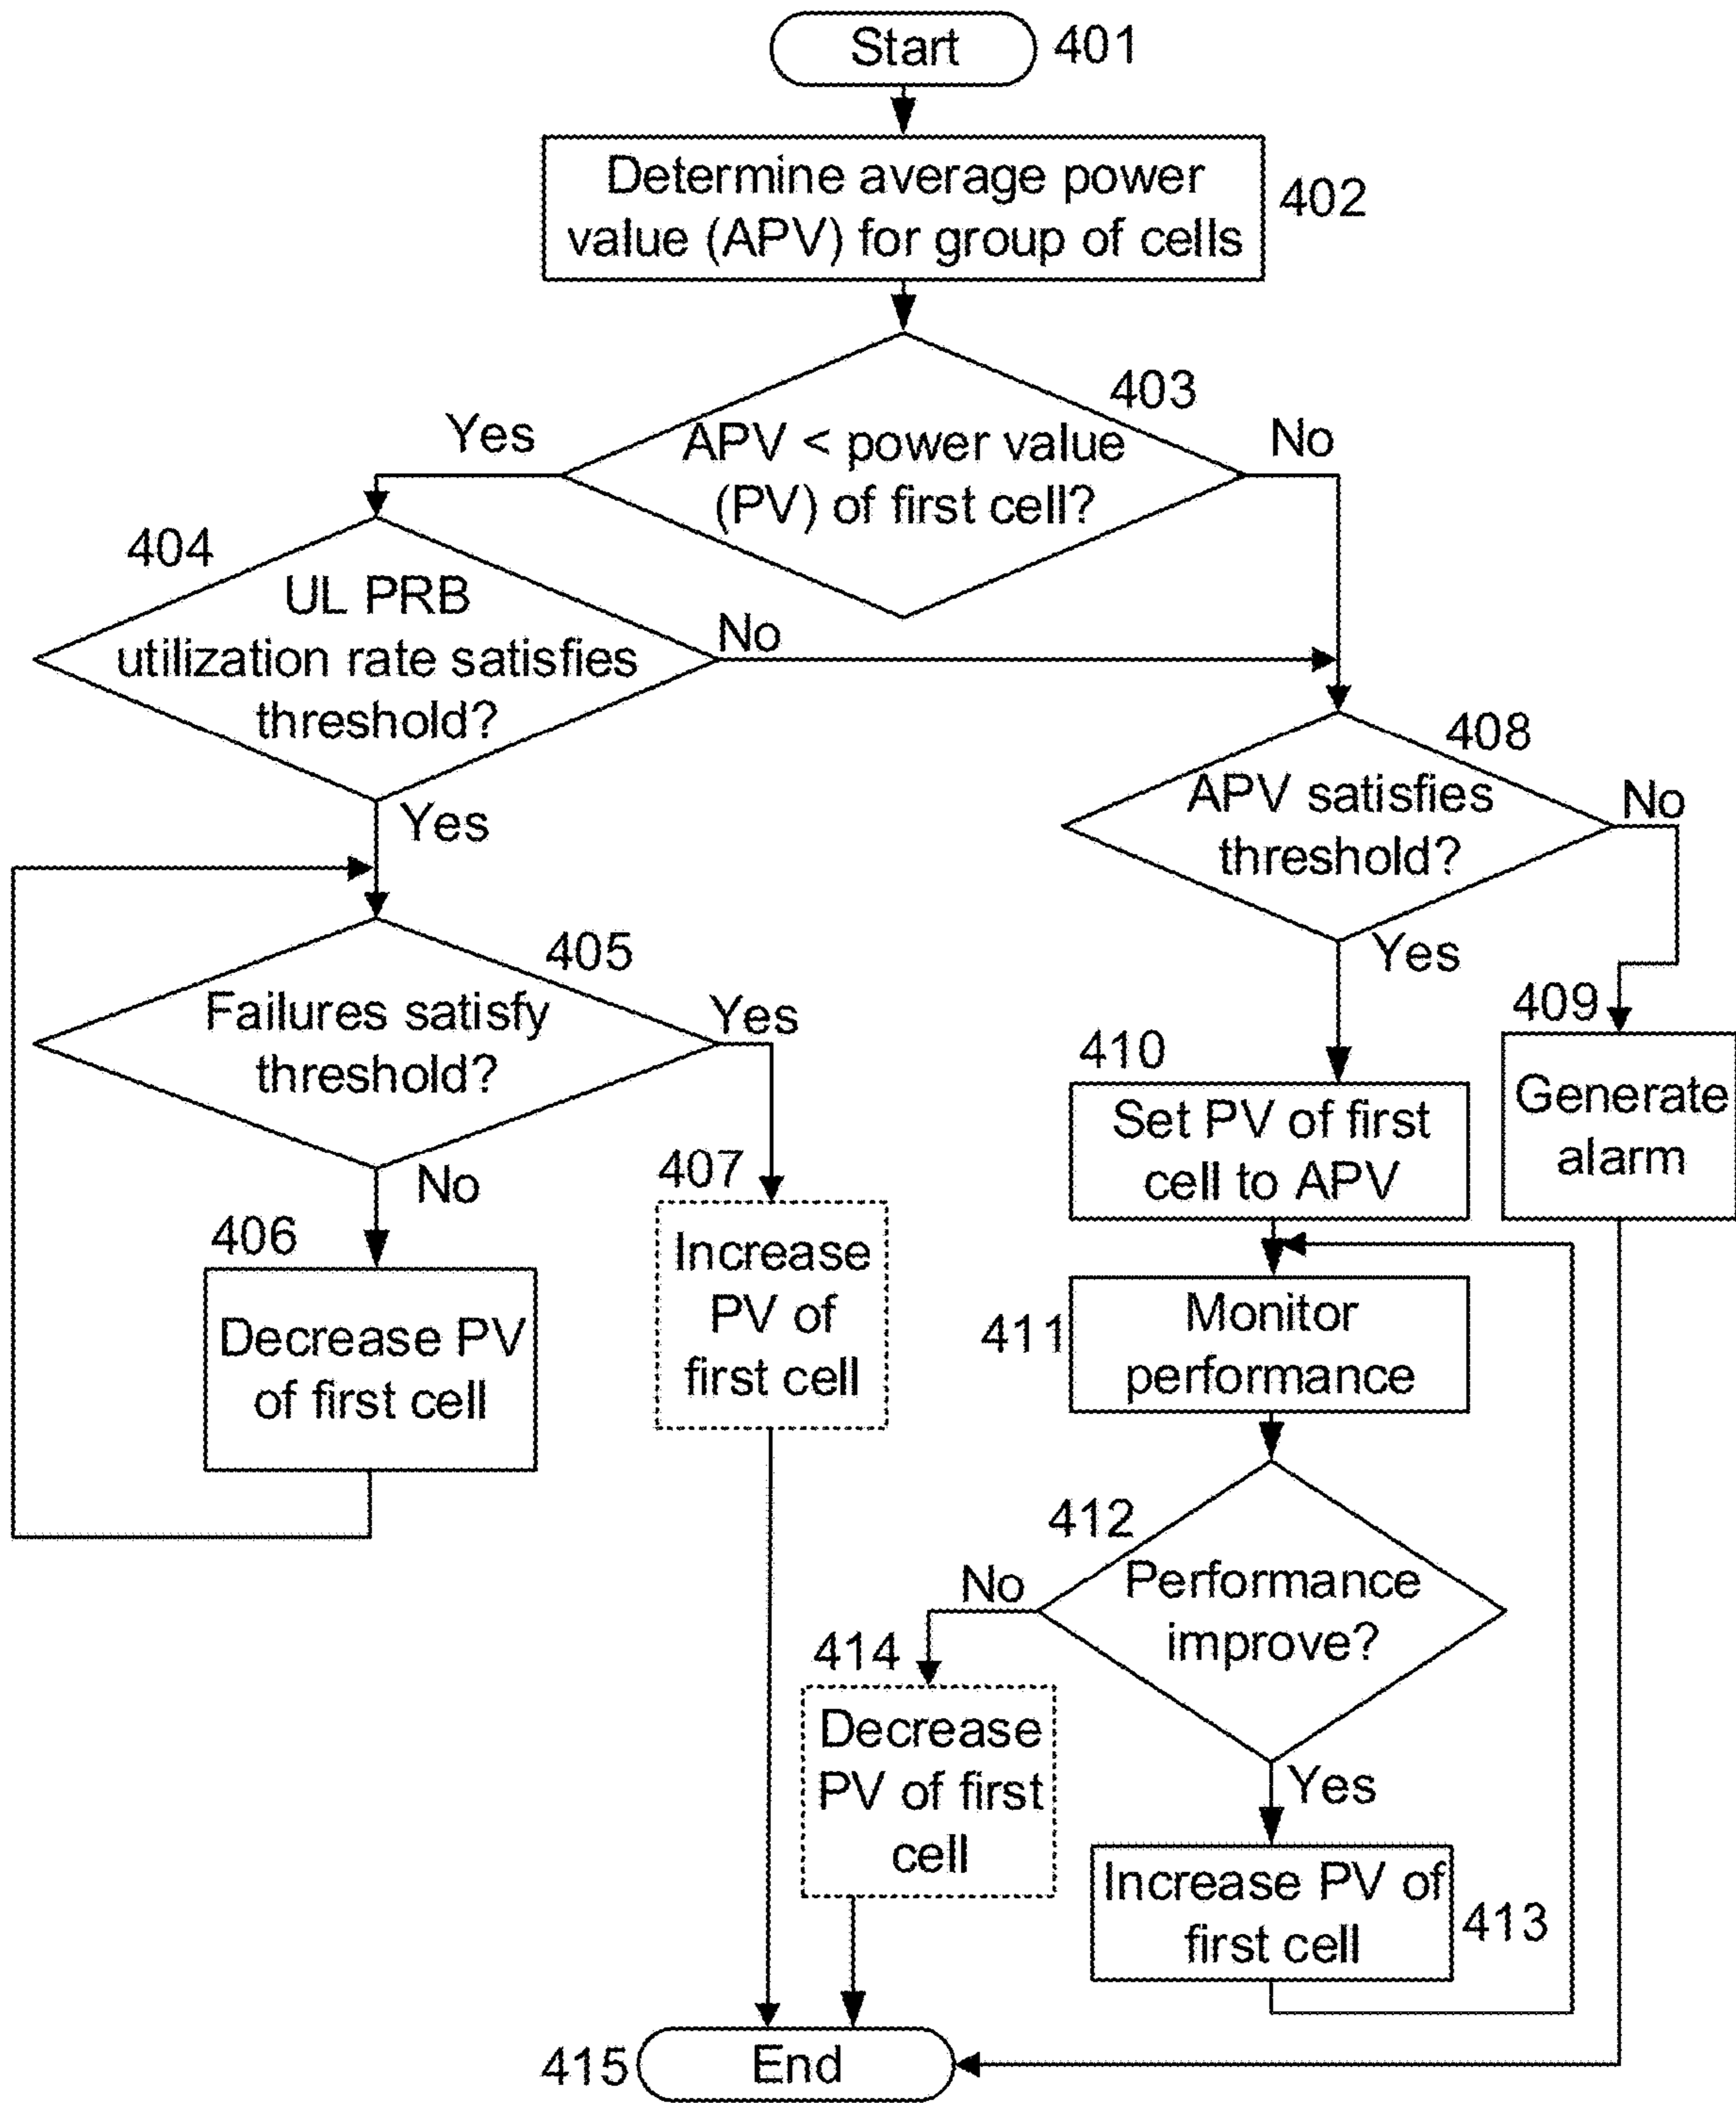 Start
401
Determine average power
value (APV) for group of cells
402
403
Yes
APV < power value
(PV) of first cell?
No
404
UL PRB
utilization rate satisfies
threshold?
No
Yes
408
APV satisfies
threshold?
No
Yes
405
Failures satisfy
threshold?
Yes
No
406
Decrease PV
of first cell
407
Increase
PV of
first cell
409
Generate
alarm
410
Set PV of first
cell to APV
411
Monitor
performance
412
Performance
improve?
No
414
Decrease
PV of first
cell
Yes
Increase PV of
first cell
413
415
End